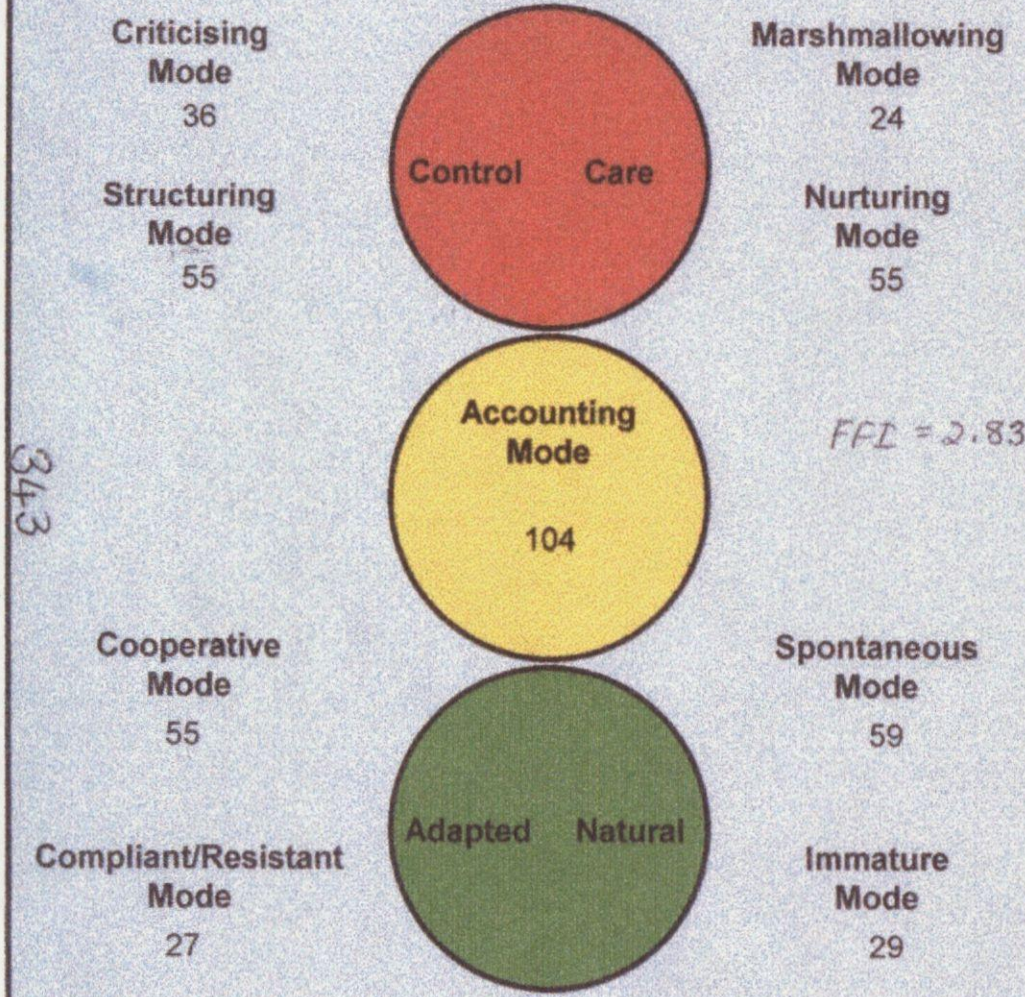 Criticising
Mode
36
Marshmallowing
Mode
24
Control Care
Structuring
Mode
55
Nurturing
Mode
55
Accounting
Mode
104
FFI = 2.83
343
Cooperative
Mode
55
Spontaneous
Mode
59
Adapted Natural
Compliant/Resistant
Mode
27
Immature
Mode
29